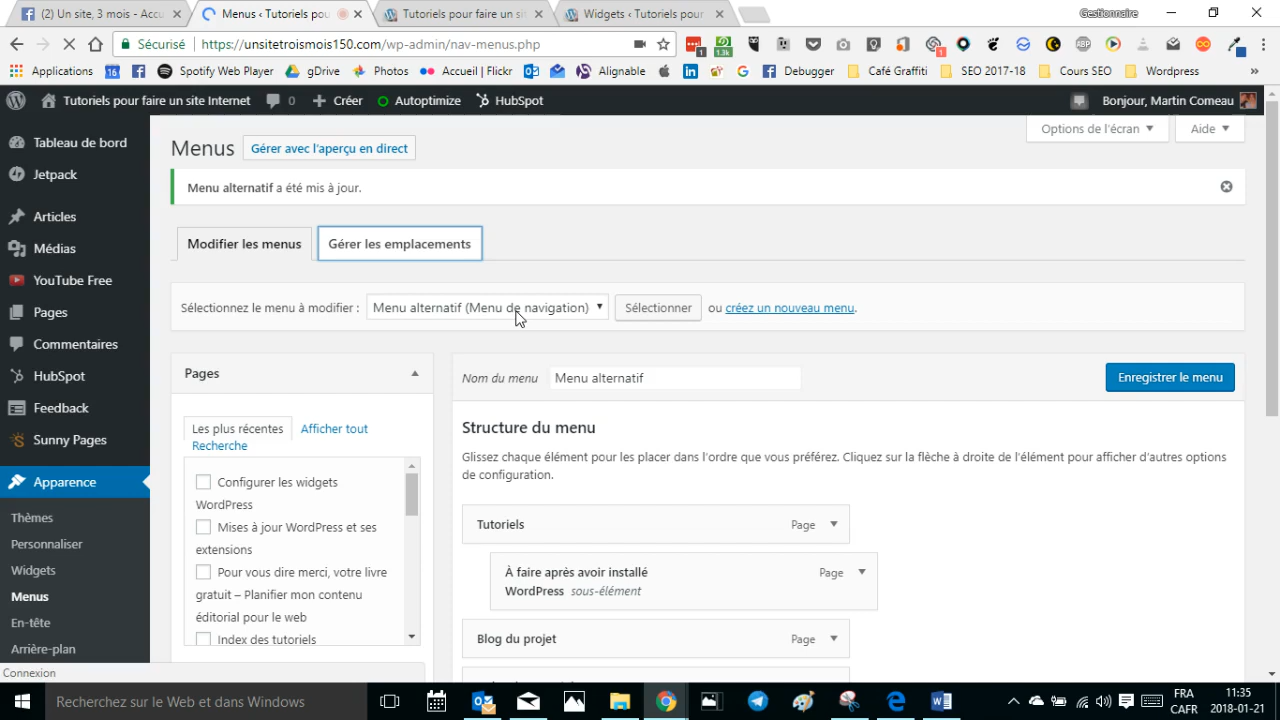 (2) Un site, 3 mois - Accu
Menus ‹ Tutoriels pou
Tutoriels pour faire un sit
Widgets ‹ Tutoriels pour
Gestionnaire
Sécurisé
https://unsitetroismois150.com/wp-admin/nav-menus.php
Applications
Facebook
Spotify Web Player
gDrive
Photos
Accueil | Flickr
Alignable
Debugger
Café Graffiti
SEO 2017-18
Cours SEO
Wordpress
»
Tutoriels pour faire un site Internet
0
Créer
Autoptimize
HubSpot
Bonjour, Martin Comeau
Tableau de bord
Jetpack
Articles
Médias
YouTube Free
Pages
Commentaires
HubSpot
Feedback
Sunny Pages
Apparence
Thèmes
Personnaliser
Widgets
Menus
En-tête
Arrière-plan
Connexion
Options de l'écran
Aide
Menus
Gérer avec l'aperçu en direct
Menu alternatif a été mis à jour.
Modifier les menus
Gérer les emplacements
Sélectionnez le menu à modifier :
Menu alternatif (Menu de navigation)
Sélectionner
ou créez un nouveau menu.
Pages
Les plus récentes
Afficher tout
Recherche
Configurer les widgets
WordPress
Mises à jour WordPress et ses
extensions
Pour vous dire merci, votre livre
gratuit – Planifier mon contenu
éditorial pour le web
Index des tutoriels
Nom du menu
Menu alternatif
Enregistrer le menu
Structure du menu
Glissez chaque élément pour les placer dans l'ordre que vous préférez. Cliquez sur la flèche à droite de l'élément pour afficher d'autres options
de configuration.
Tutoriels
Page
À faire après avoir installé
WordPress sous-élément
Page
Blog du projet
Page
Recherchez sur le Web et dans Windows
FRA
CAFR
11:35
2018-01-21